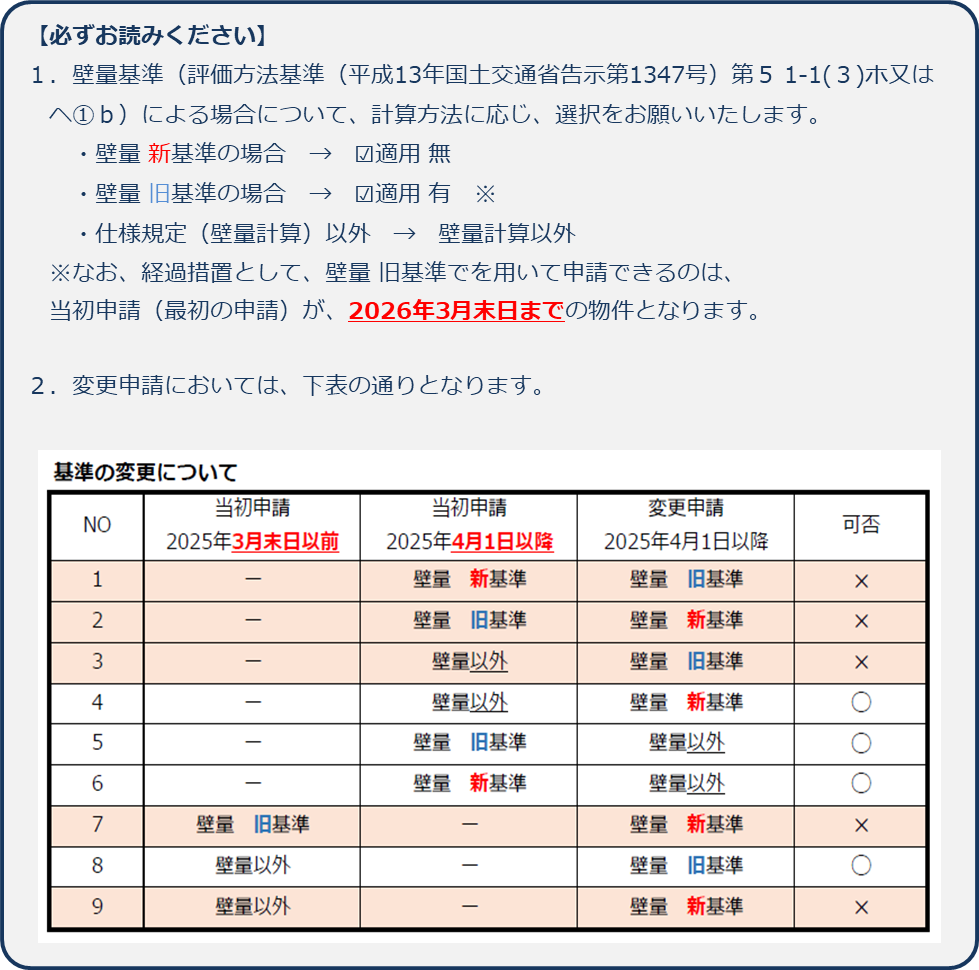 【必ずお読みください】
１．壁量基準（評価方法基準（平成13年国土交通省告示第1347号）第５ 1-1(３)ホ又は
へ①ｂ）による場合について、計算方法に応じ、選択をお願いいたします。
・壁量 新基準の場合　→　☑適用 無
・壁量 旧基準の場合　→　☑適用 有　※
・仕様規定（壁量計算）以外　→　壁量計算以外
※なお、経過措置として、壁量 旧基準でを用いて申請できるのは、
当初申請（最初の申請）が、2026年3月末日までの物件となります。
２．変更申請においては、下表の通りとなります。
基準の変更について
NO　当初申請 2025年3月末日以前　当初申請 2025年4月1日以降　変更申請 2025年4月1日以降　可否
1　－　壁量　新基準　壁量　旧基準　×
2　－　壁量　旧基準　壁量　新基準　×
3　－　壁量以外　壁量　旧基準　×
4　－　壁量以外　壁量　新基準　○
5　－　壁量　旧基準　壁量以外　○
6　－　壁量　新基準　壁量以外　○
7　壁量　旧基準　－　壁量　新基準　×
8　壁量以外　－　壁量　旧基準　○
9　壁量以外　－　壁量　新基準　×